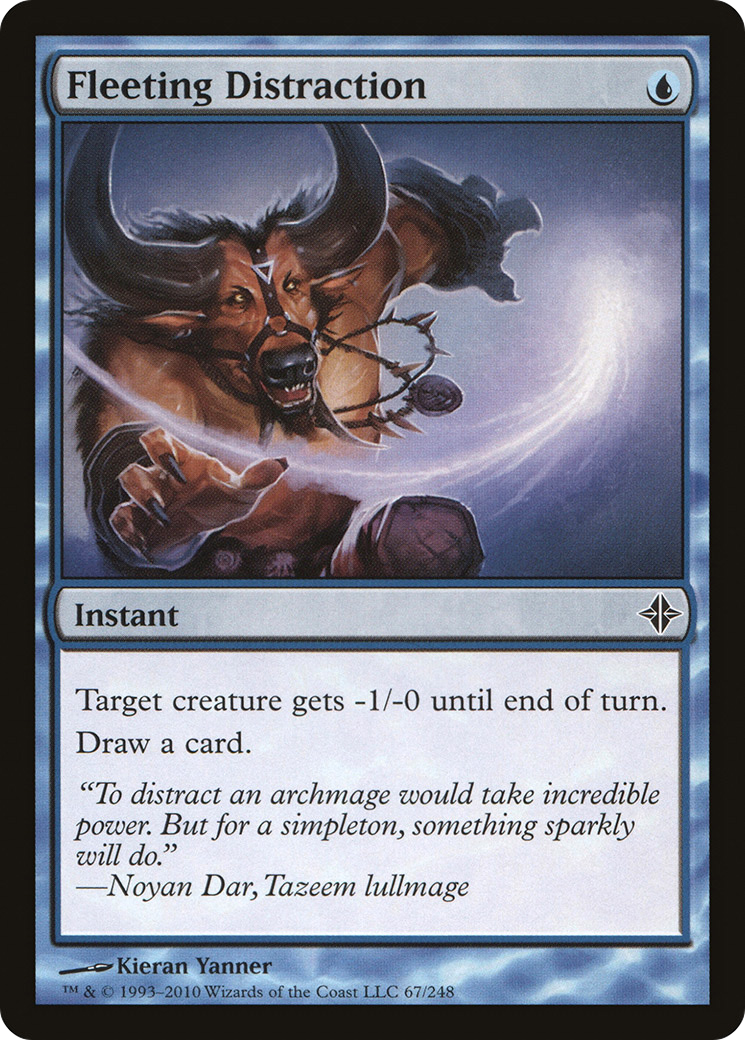 Fleeting Distraction
Instant
Target creature gets -1/-0 until end of turn.
Draw a card.
“To distract an archmage would take incredible
power. But for a simpleton, something sparkly
will do.”
—Noyan Dar, Tazeem lullmage
Kieran Yanner
™ & © 1993–2010 Wizards of the Coast LLC 67/248